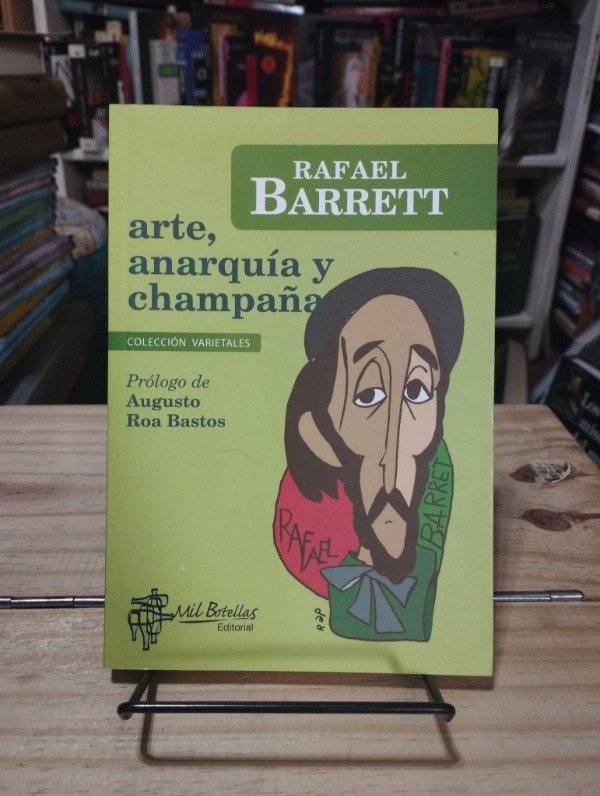 RAFAEL
BARRETT
arte,
anarquía y
champaña
COLECCIÓN VARIETALES
Prólogo de
Augusto
Roa Bastos
RAFAEL
BARRET
Mil Botellas
Editorial